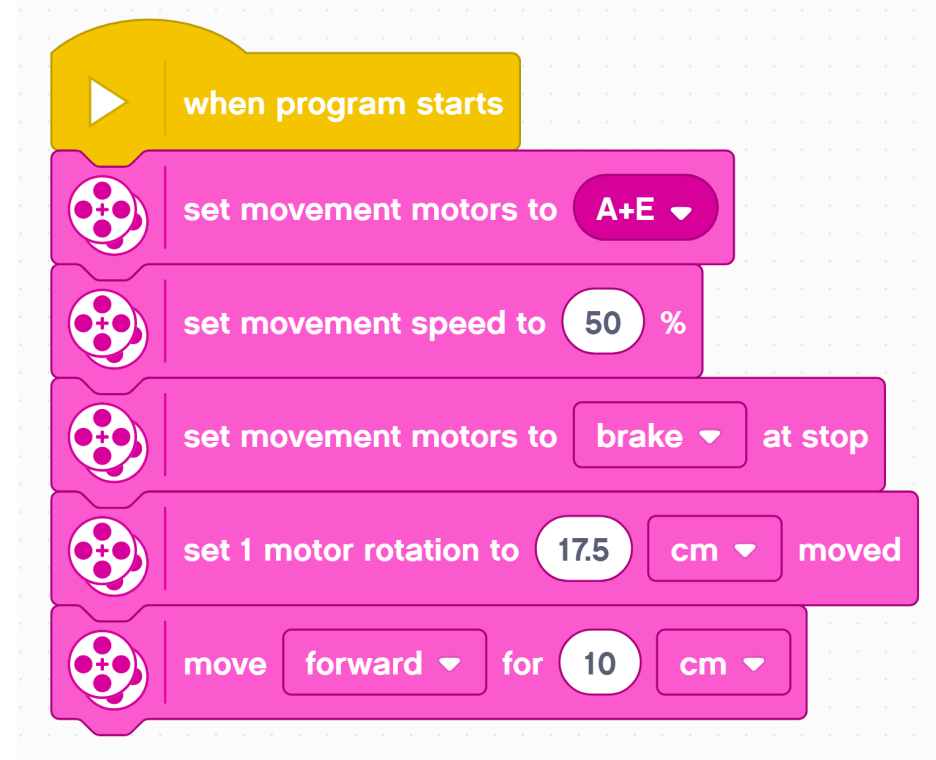 when program starts
set movement motors to A+E
set movement speed to 50 %
set movement motors to brake at stop
set 1 motor rotation to 17.5 cm moved
move forward for 10 cm